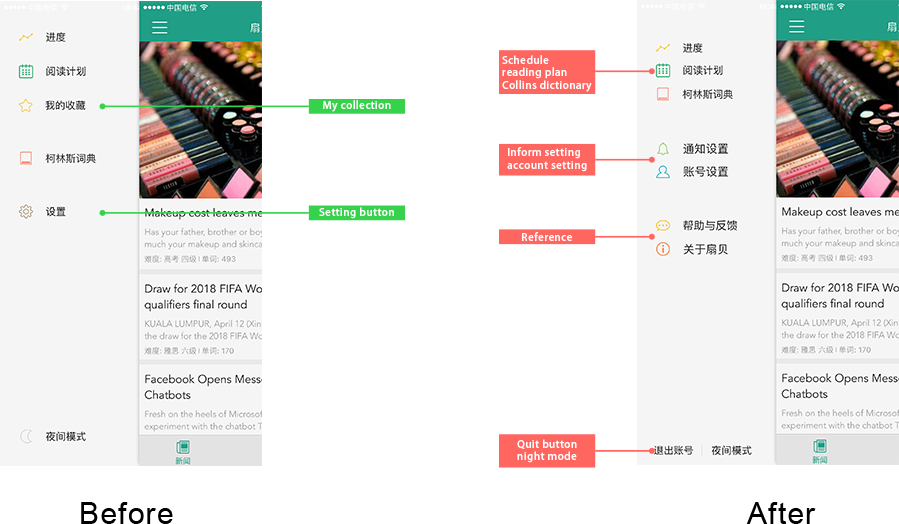 中国电信
中国电信
扇
进度
阅读计划
我的收藏
柯林斯词典
设置
夜间模式
Makeup cost leaves me
Has your father, brother or boy
much your makeup and skinca
难度: 高考 四级 | 单词: 493
Draw for 2018 FIFA Wo
qualifiers final round
KUALA LUMPUR, April 12 (Xin
the draw for the 2018 FIFA Wo
难度: 雅思 六级 | 单词: 170
Facebook Opens Messe
Chatbots
Fresh on the heels of Microsof
experiment with the chatbot T
新闻
My collection
Setting button
Before
Schedule
reading plan
Collins dictionary
Inform setting
account setting
Reference
Quit button
night mode
中国电信
中国电信
扇
进度
阅读计划
柯林斯词典
通知设置
账号设置
帮助与反馈
关于扇贝
退出账号 | 夜间模式
Makeup cost leaves me
Has your father, brother or boy
much your makeup and skinca
难度: 高考 四级 | 单词: 493
Draw for 2018 FIFA Wo
qualifiers final round
KUALA LUMPUR, April 12 (Xin
the draw for the 2018 FIFA Wo
难度: 雅思 六级 | 单词: 170
Facebook Opens Messe
Chatbots
Fresh on the heels of Microsof
experiment with the chatbot T
新闻
After